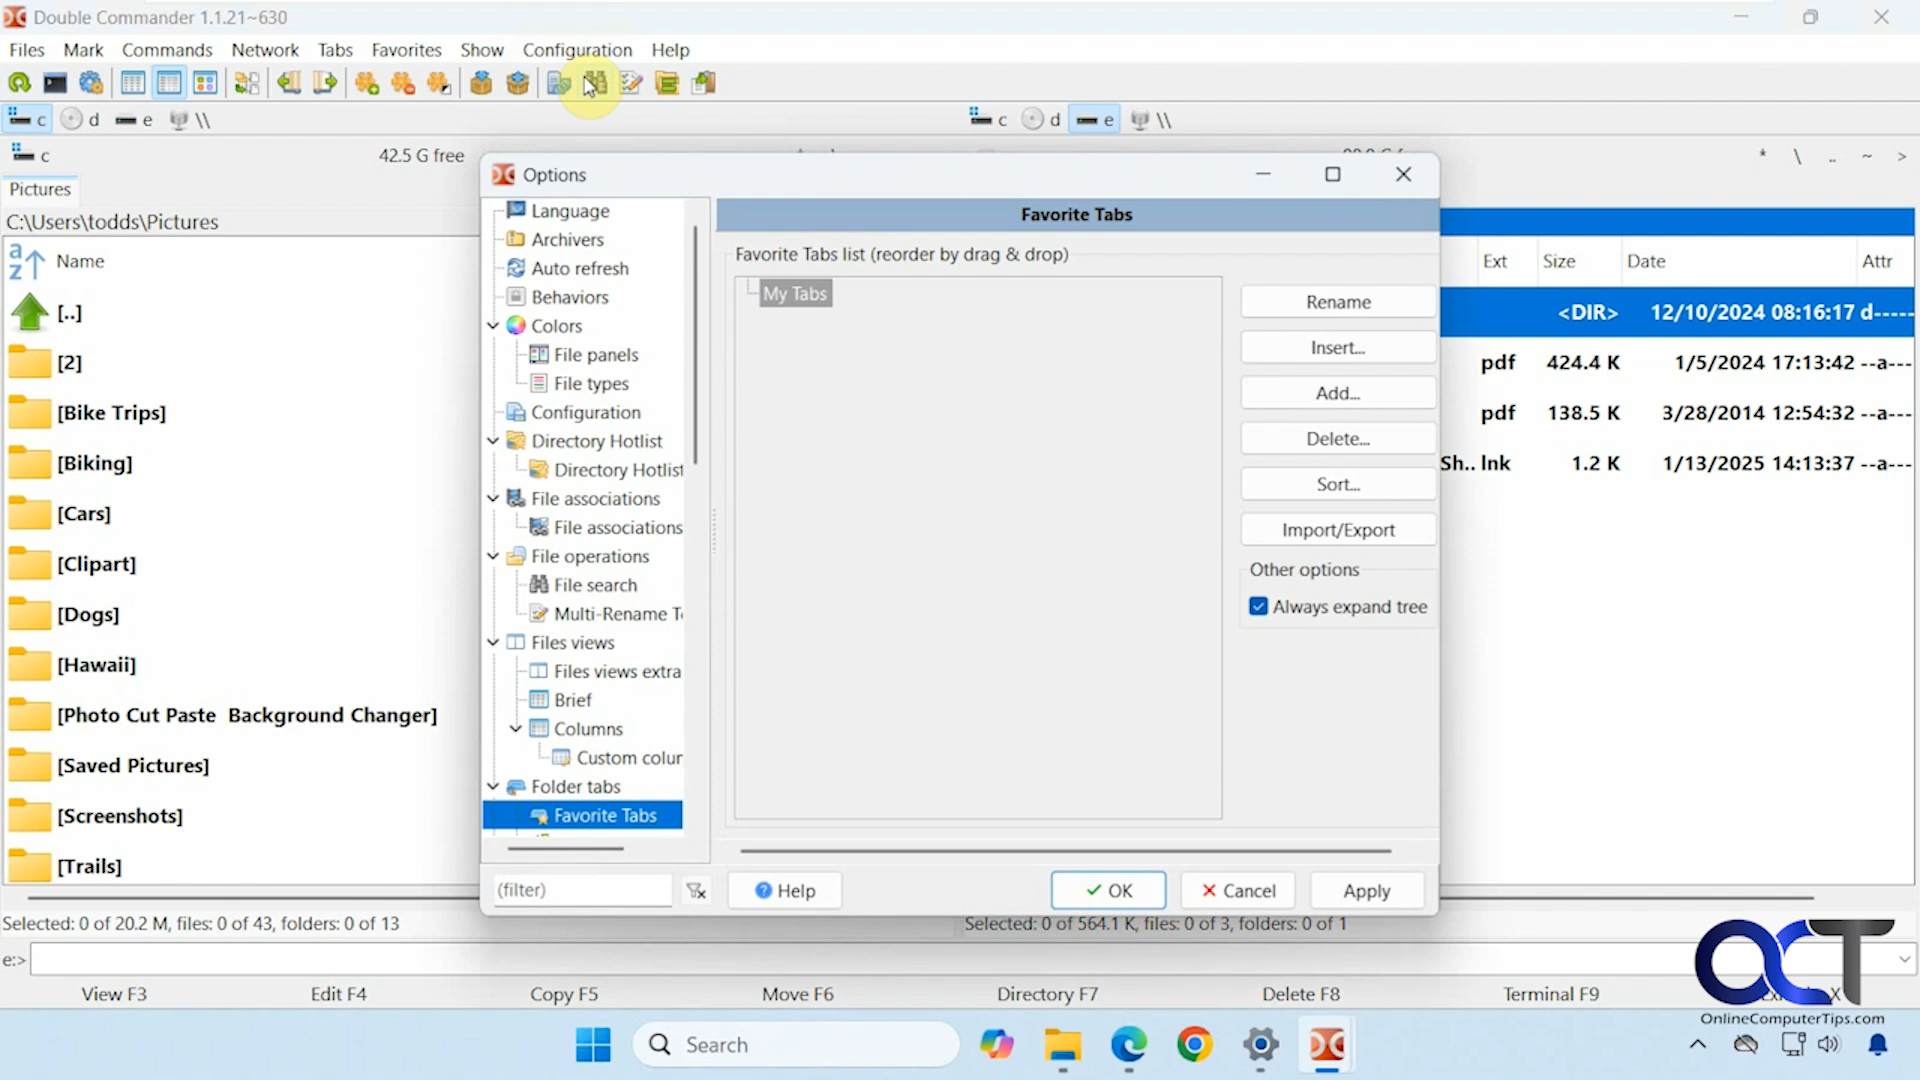 Double Commander 1.1.21~630
Files Mark Commands Network Tabs Favorites Show Configuration Help
c d e \\
c d e \\
c 42.5 G free
* \ .. ~ >
Pictures
C:\Users\todds\Pictures
Name
[..]
[2]
[Bike Trips]
[Biking]
[Cars]
[Clipart]
[Dogs]
[Hawaii]
[Photo Cut Paste Background Changer]
[Saved Pictures]
[Screenshots]
[Trails]
Selected: 0 of 20.2 M, files: 0 of 43, folders: 0 of 13
Options
Language
Archivers
Auto refresh
Behaviors
Colors
File panels
File types
Configuration
Directory Hotlist
Directory Hotlist
File associations
File associations
File operations
File search
Multi-Rename T
Files views
Files views extra
Brief
Columns
Custom colu
Folder tabs
Favorite Tabs
(filter)
Favorite Tabs
Favorite Tabs list (reorder by drag & drop)
My Tabs
Rename
Insert...
Add...
Delete...
Sort...
Import/Export
Other options
Always expand tree
Help
OK
Cancel
Apply
Ext Size Date Attr
<DIR> 12/10/2024 08:16:17 d-----
pdf 424.4 K 1/5/2024 17:13:42 --a---
pdf 138.5 K 3/28/2014 12:54:32 --a---
Sh.. lnk 1.2 K 1/13/2025 14:13:37 --a---
Selected: 0 of 564.1 K, files: 0 of 3, folders: 0 of 1
e:>
View F3 Edit F4 Copy F5 Move F6 Directory F7 Delete F8 Terminal F9
OCT
OnlineComputerTips.com
Search